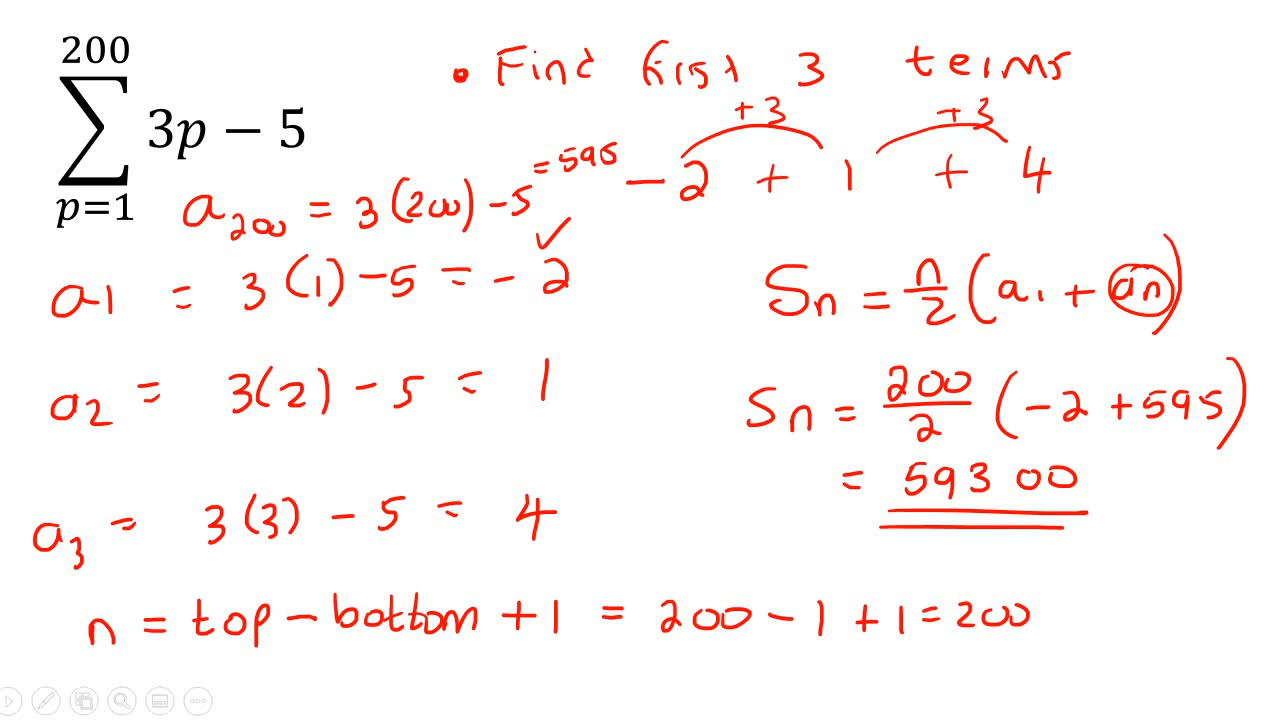 200
∑ 3p − 5
p=1
• Find first 3 terms
+3 +3
−2 + 1 + 4
a200 = 3(200) −5 = 595
a1 = 3(1) −5 = −2 ✓
a2 = 3(2) − 5 = 1
a3 = 3(3) − 5 = 4
Sn = n/2 (a1 + an)
Sn = 200/2 (−2 + 595)
= 59300
n = top − bottom + 1 = 200 − 1 + 1 = 200